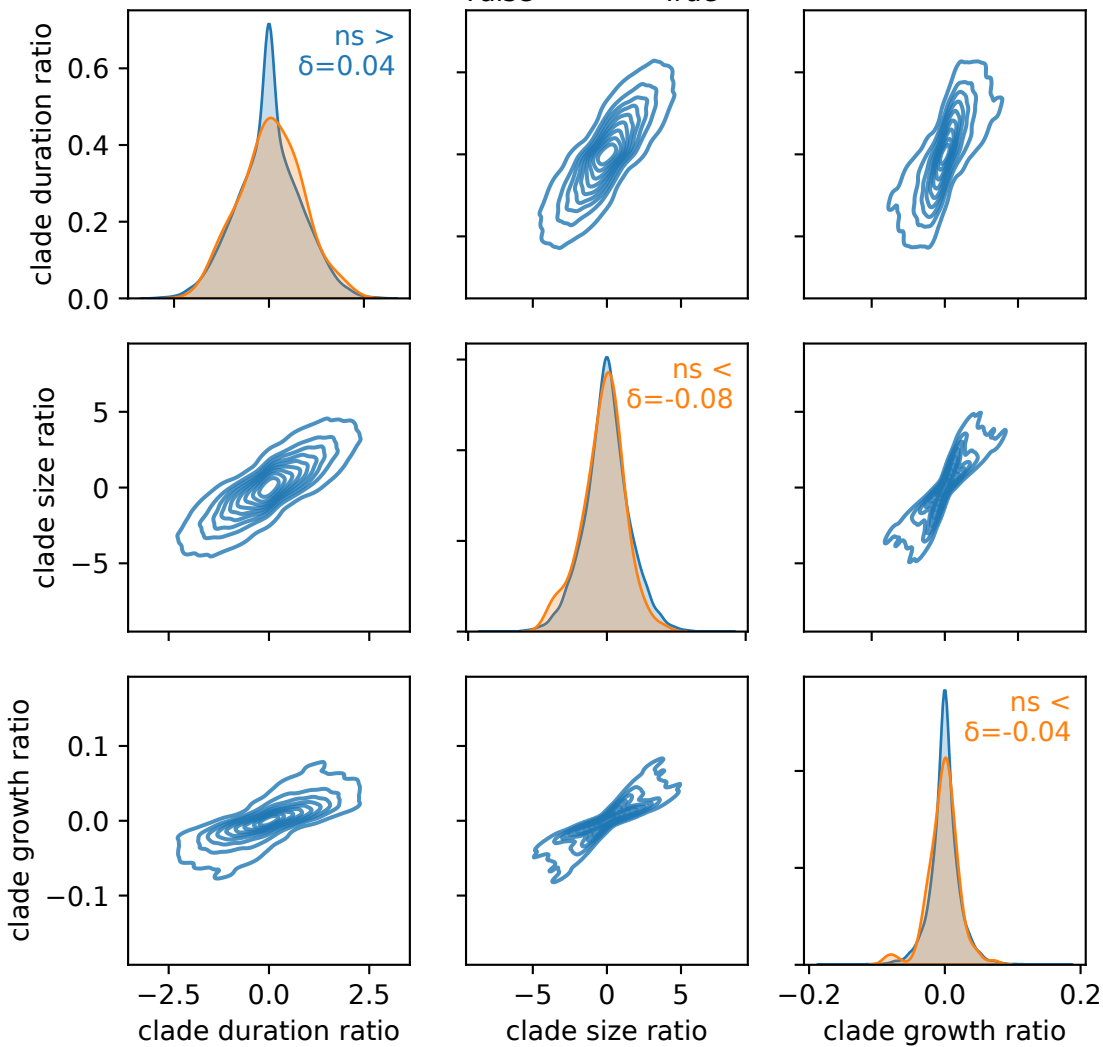 clade duration ratio
0.6
0.4
0.2
0.0
ns >
δ=0.04
clade size ratio
5
0
−5
ns <
δ=-0.08
clade growth ratio
0.1
0.0
−0.1
ns <
δ=-0.04
−2.5 0.0 2.5
−5 0 5
−0.2 0.0 0.2
clade duration ratio
clade size ratio
clade growth ratio